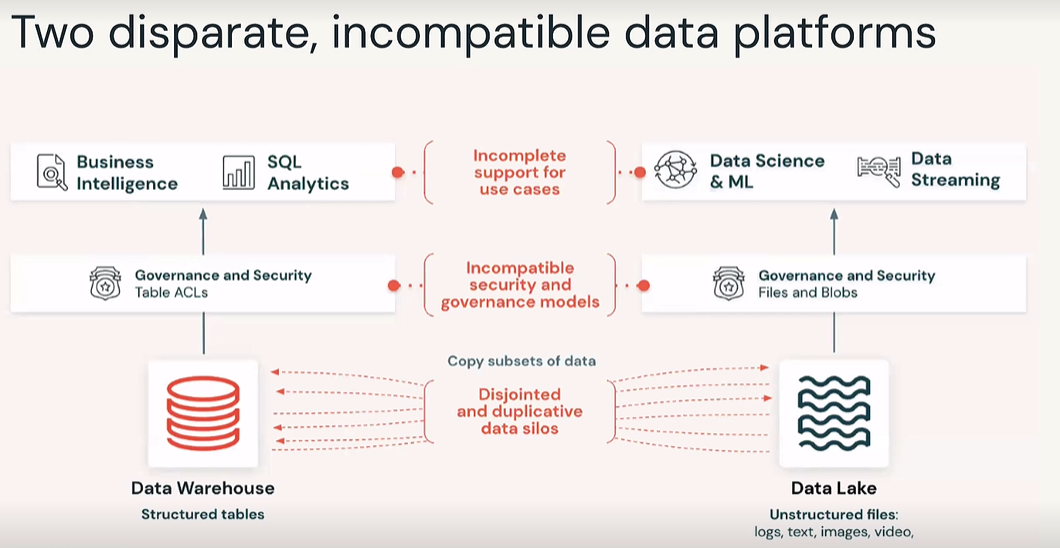 Two disparate, incompatible data platforms
Business
Intelligence
SQL
Analytics
Incomplete
support for
use cases
Data Science
& ML
Data
Streaming
Governance and Security
Table ACLs
Incompatible
security and
governance models
Governance and Security
Files and Blobs
Copy subsets of data
Disjointed
and duplicative
data silos
Data Warehouse
Structured tables
Data Lake
Unstructured files:
logs, text, images, video,